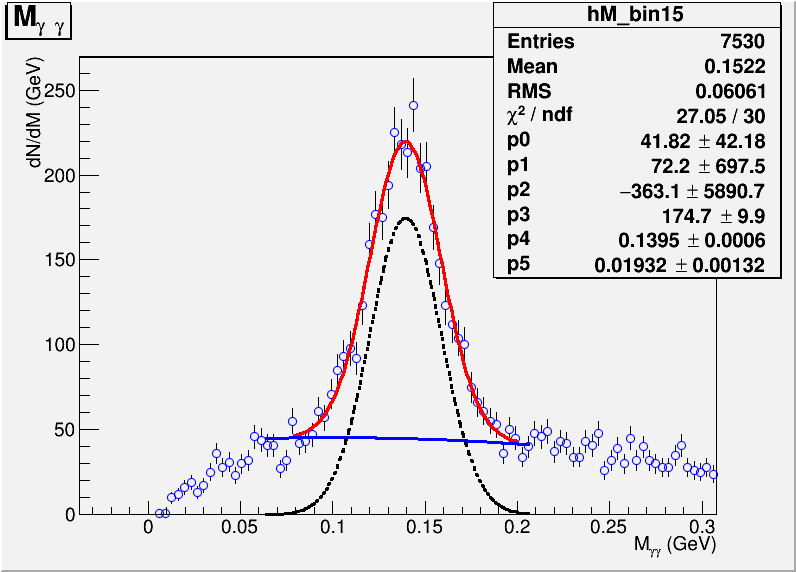 M_γ γ
hM_bin15
Entries 7530
Mean 0.1522
RMS 0.06061
χ² / ndf 27.05 / 30
p0 41.82 ± 42.18
p1 72.2 ± 697.5
p2 −363.1 ± 5890.7
p3 174.7 ± 9.9
p4 0.1395 ± 0.0006
p5 0.01932 ± 0.00132
dN/dM (GeV)
250
200
150
100
50
0
0 0.05 0.1 0.15 0.2 0.25 0.3
M_γγ (GeV)